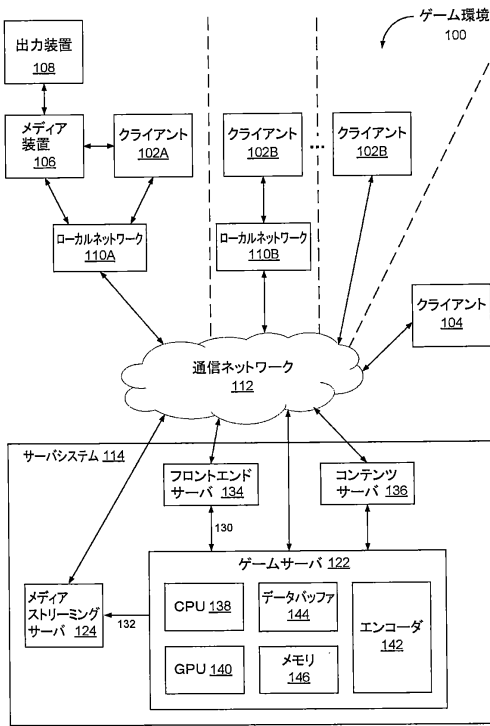 ゲーム環境
100
出力装置
108
メディア
装置
106
クライアント
102A
クライアント
102B
クライアント
102B
ローカルネットワーク
110A
ローカルネットワーク
110B
クライアント
104
通信ネットワーク
112
サーバシステム 114
フロントエンド
サーバ 134
コンテンツ
サーバ 136
130
ゲームサーバ 122
メディア
ストリーミング
サーバ 124
132
CPU 138
データバッファ
144
エンコーダ
142
GPU 140
メモリ
146